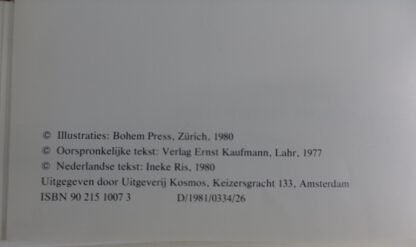 © Illustraties: Bohem Press, Zürich, 1980
© Oorspronkelijke tekst: Verlag Ernst Kaufmann, Lahr, 1977
© Nederlandse tekst: Ineke Ris, 1980
Uitgegeven door Uitgeverij Kosmos, Keizersgracht 133, Amsterdam
ISBN 90 215 1007 3 D/1981/0334/26